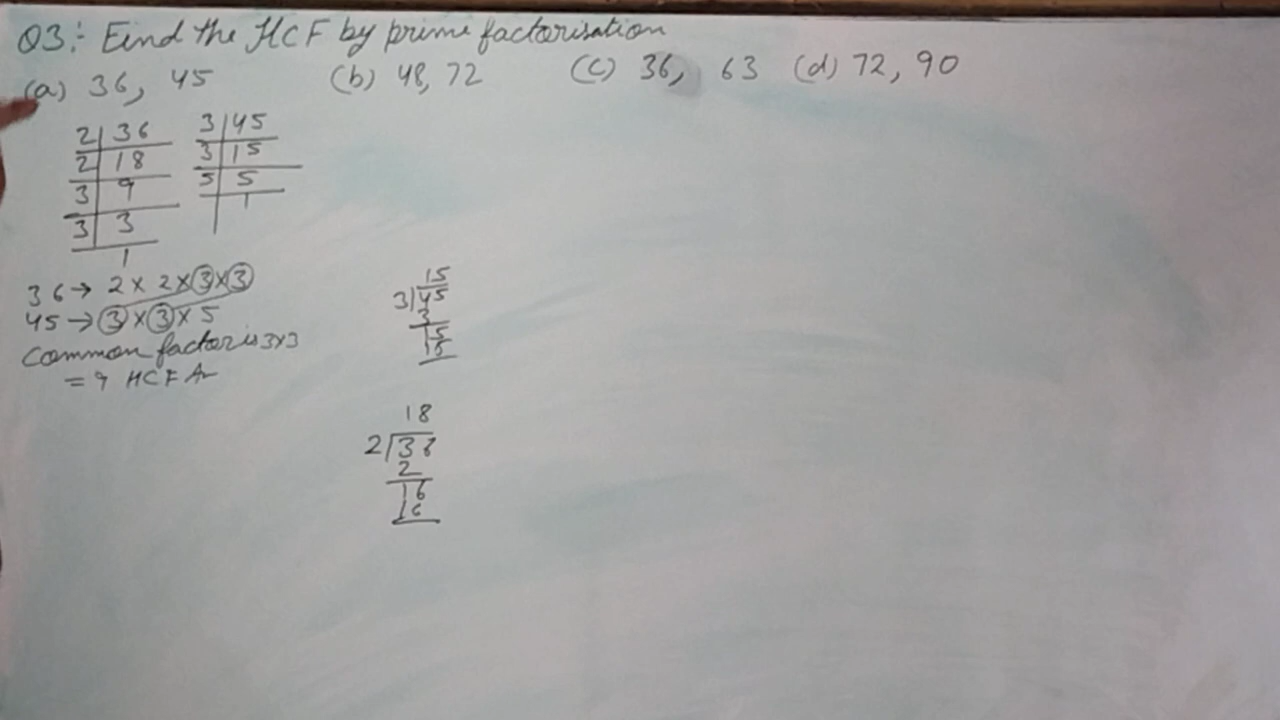 Q3:- Find the HCF by prime factorisation
(a) 36, 45 (b) 48, 72 (c) 36, 63 (d) 72, 90
2 36 3 45
2 18 3 15
3 9 5 5
3 3 1
1
36 → 2 × 2 × 3 × 3
45 → 3 × 3 × 5
Common factor is 3×3
= 9 HCF
15
3 45
3
15
15
18
2 36
2
16
16